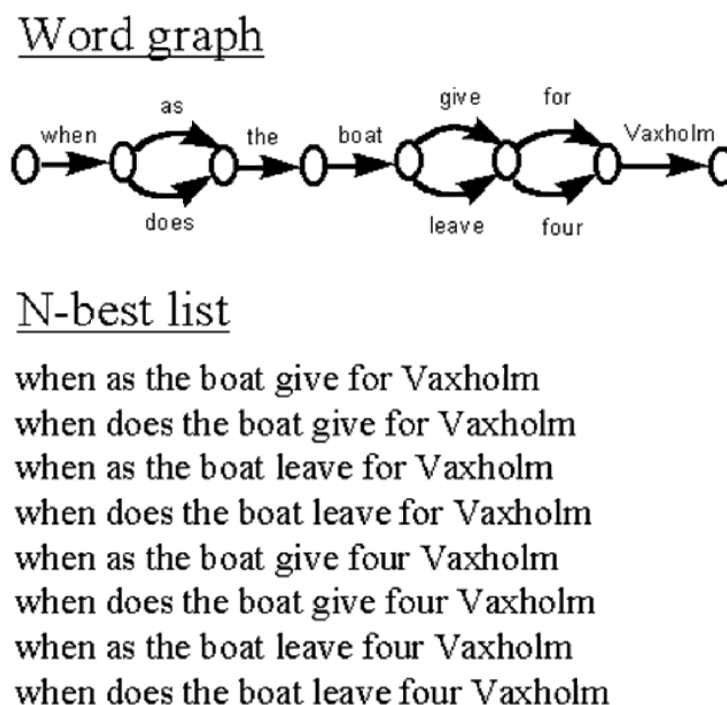 Word graph
as
give
for
when
the
boat
Vaxholm
does
leave
four
N-best list
when as the boat give for Vaxholm
when does the boat give for Vaxholm
when as the boat leave for Vaxholm
when does the boat leave for Vaxholm
when as the boat give four Vaxholm
when does the boat give four Vaxholm
when as the boat leave four Vaxholm
when does the boat leave four Vaxholm